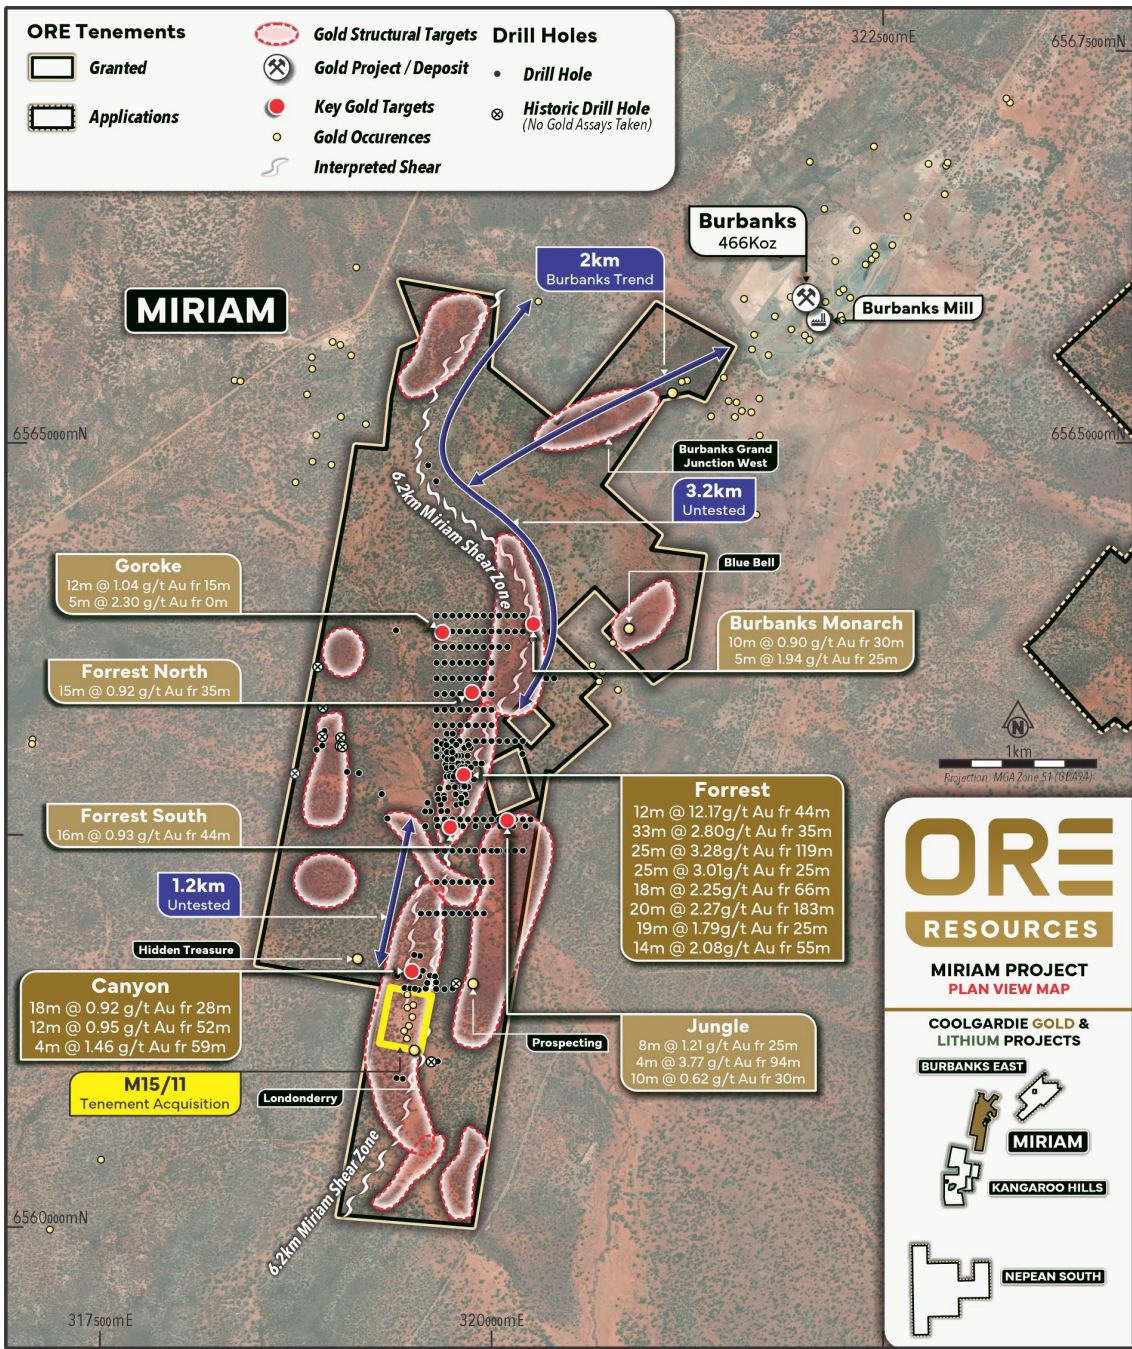 ORE Tenements
Granted
Applications
Gold Structural Targets
Gold Project / Deposit
Key Gold Targets
Gold Occurences
Interpreted Shear
Drill Holes
Drill Hole
Historic Drill Hole
(No Gold Assays Taken)
322500mE
6567500mN
Burbanks
466Koz
2km
Burbanks Trend
MIRIAM
Burbanks Mill
6565000mN
6565000mN
Burbanks Grand
Junction West
3.2km
Untested
6.2km Miriam Shear Zone
Blue Bell
Goroke
12m @ 1.04 g/t Au fr 15m
5m @ 2.30 g/t Au fr 0m
Burbanks Monarch
10m @ 0.90 g/t Au fr 30m
5m @ 1.94 g/t Au fr 25m
Forrest North
15m @ 0.92 g/t Au fr 35m
N
1km
Projection: MGA Zone 51 (GDA94)
Forrest
12m @ 12.17g/t Au fr 44m
33m @ 2.80g/t Au fr 35m
25m @ 3.28g/t Au fr 119m
25m @ 3.01g/t Au fr 25m
18m @ 2.25g/t Au fr 66m
20m @ 2.27g/t Au fr 183m
19m @ 1.79g/t Au fr 25m
14m @ 2.08g/t Au fr 55m
Forrest South
16m @ 0.93 g/t Au fr 44m
1.2km
Untested
Hidden Treasure
Canyon
18m @ 0.92 g/t Au fr 28m
12m @ 0.95 g/t Au fr 52m
4m @ 1.46 g/t Au fr 59m
Prospecting
Jungle
8m @ 1.21 g/t Au fr 25m
4m @ 3.77 g/t Au fr 94m
10m @ 0.62 g/t Au fr 30m
M15/11
Tenement Acquisition
Londonderry
6.2km Miriam Shear Zone
6560000mN
317500mE
320000mE
ORE
RESOURCES
MIRIAM PROJECT
PLAN VIEW MAP
COOLGARDIE GOLD &
LITHIUM PROJECTS
BURBANKS EAST
MIRIAM
KANGAROO HILLS
NEPEAN SOUTH